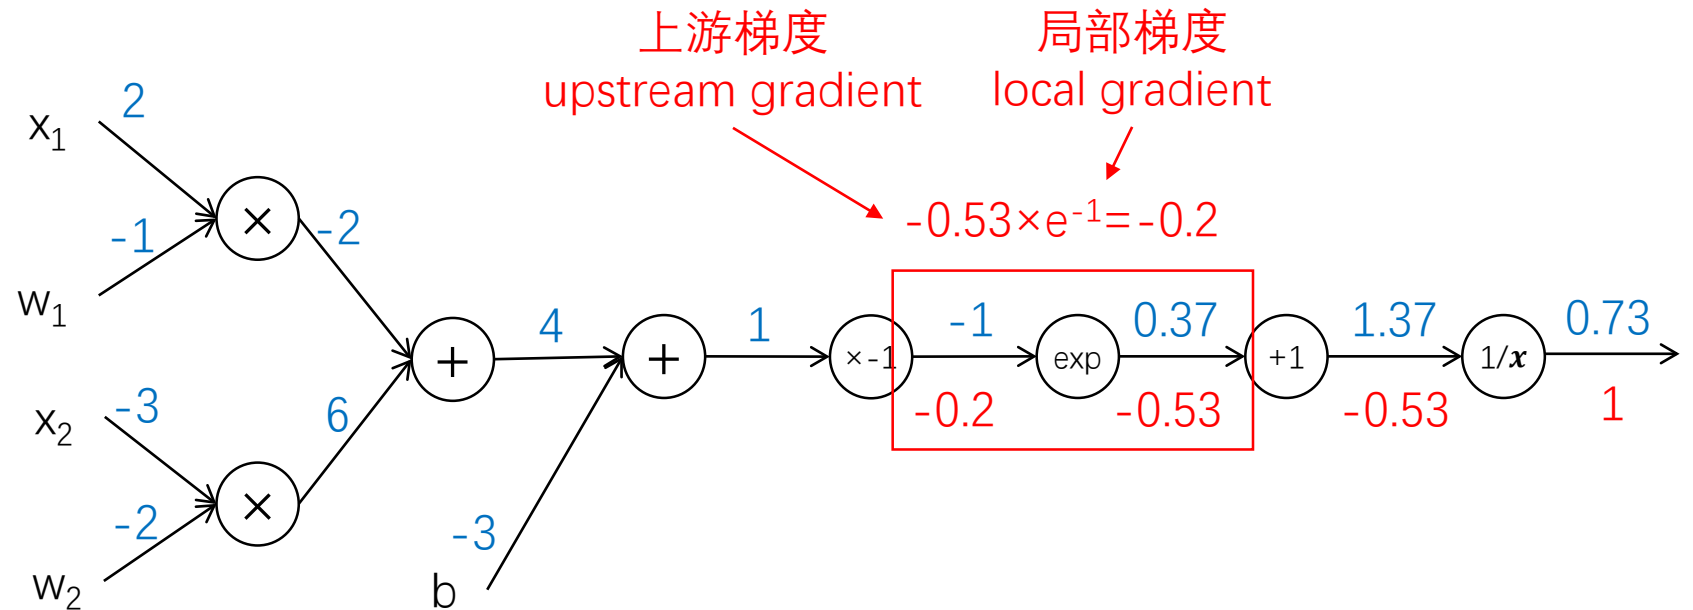 上游梯度
upstream gradient
局部梯度
local gradient
-0.53×e⁻¹=-0.2
x₁
2
w₁
-1
×
-2
x₂
-3
w₂
-2
×
6
+
4
b
-3
+
1
×-1
-1
-0.2
exp
0.37
-0.53
+1
1.37
-0.53
1/x
0.73
1